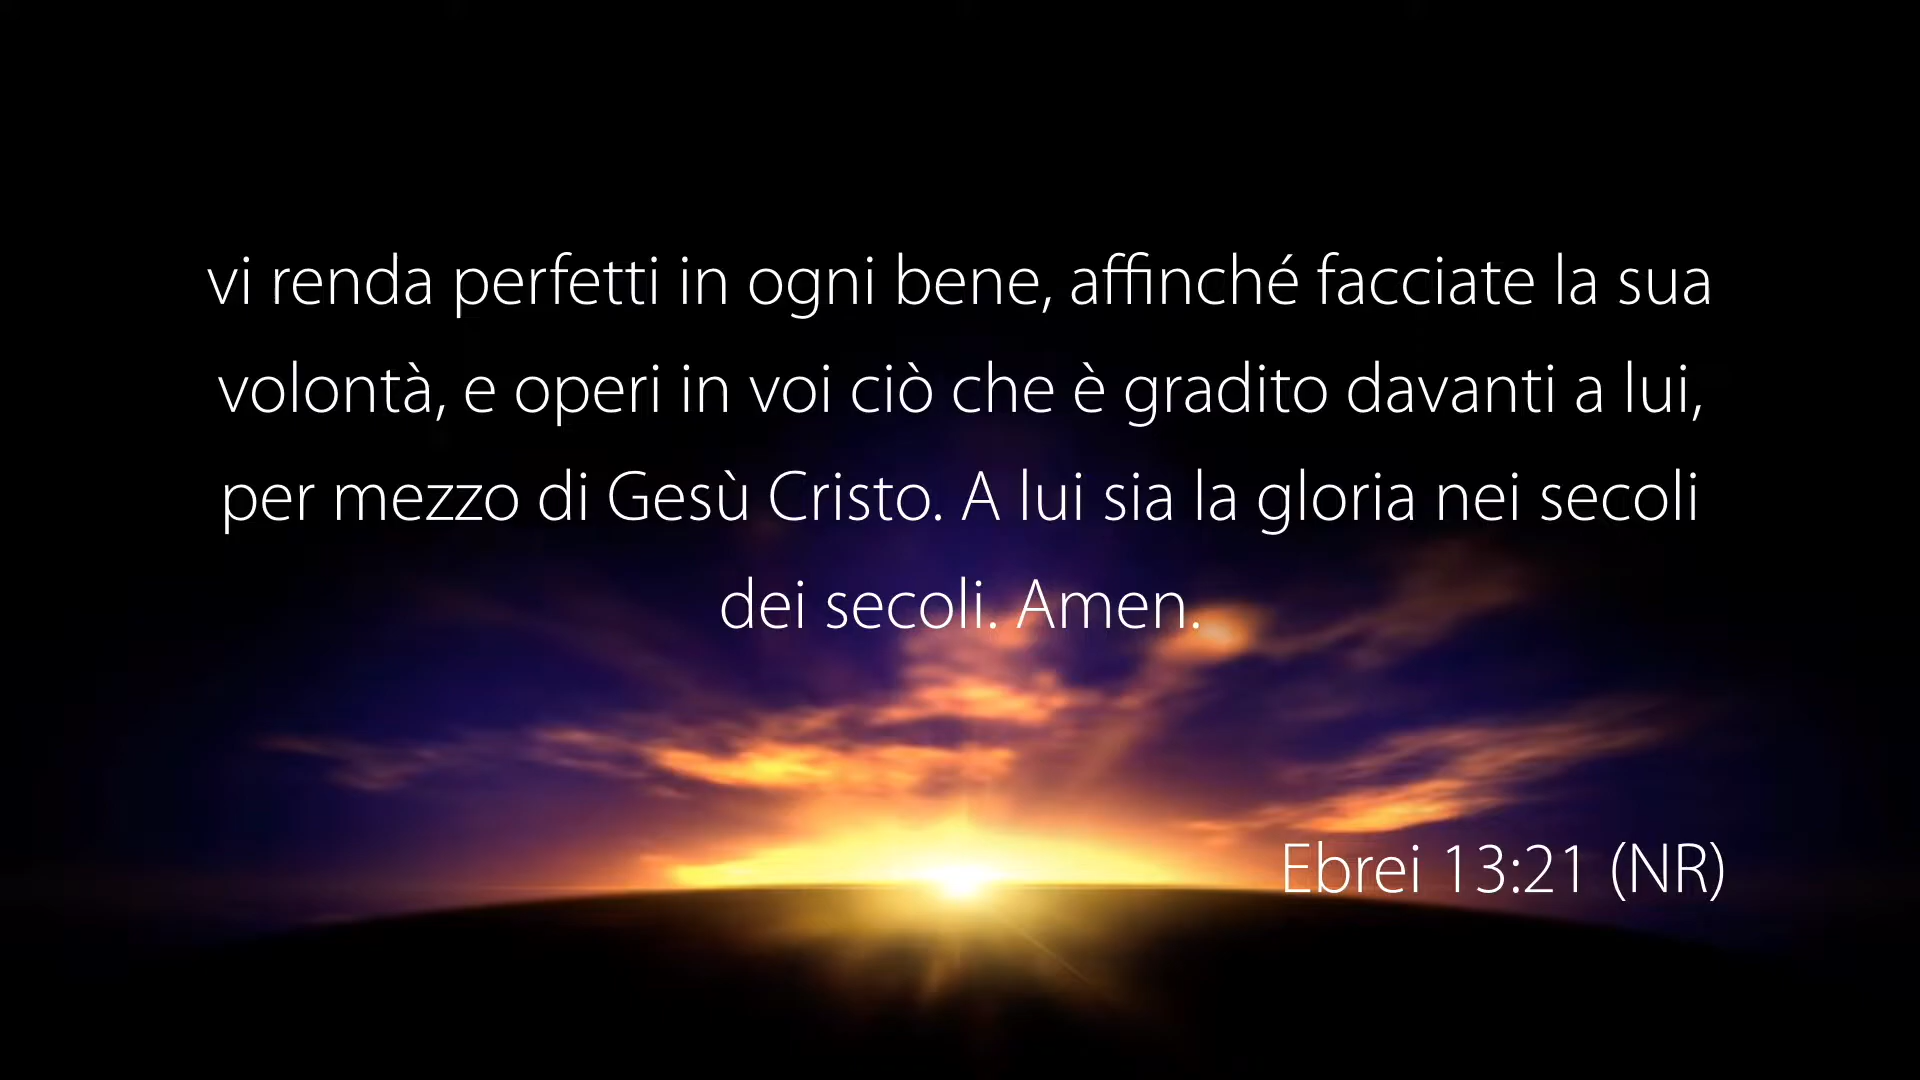 vi renda perfetti in ogni bene, affinché facciate la sua
volontà, e operi in voi ciò che è gradito davanti a lui,
per mezzo di Gesù Cristo. A lui sia la gloria nei secoli
dei secoli. Amen.
Ebrei 13:21 (NR)